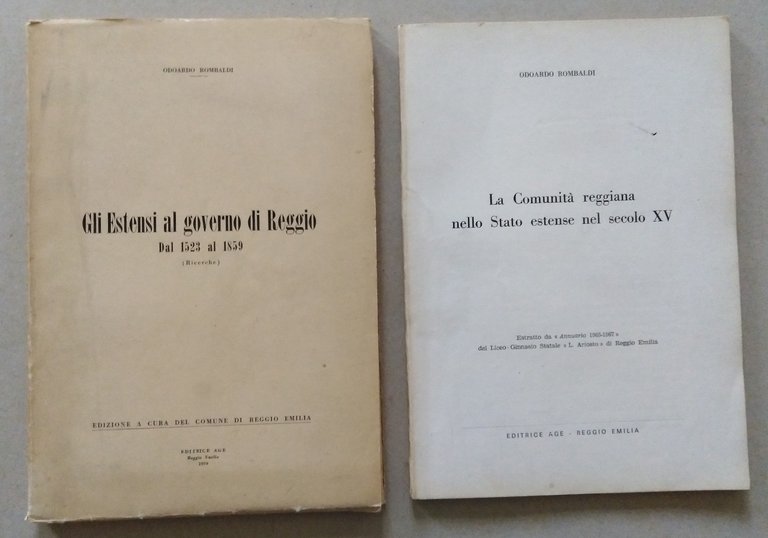 ODOARDO ROMBALDI
Gli Estensi al governo di Reggio
Dal 1523 al 1859
(Ricerche)
EDIZIONE A CURA DEL COMUNE DI REGGIO EMILIA
EDITRICE AGE
Reggio Emilia
ODOARDO ROMBALDI
La Comunità reggiana
nello Stato estense nel secolo XV
Estratto da « Annuario 1965-1967 »
del Liceo-Ginnasio Statale « L. Ariosto » di Reggio Emilia
EDITRICE AGE - REGGIO EMILIA